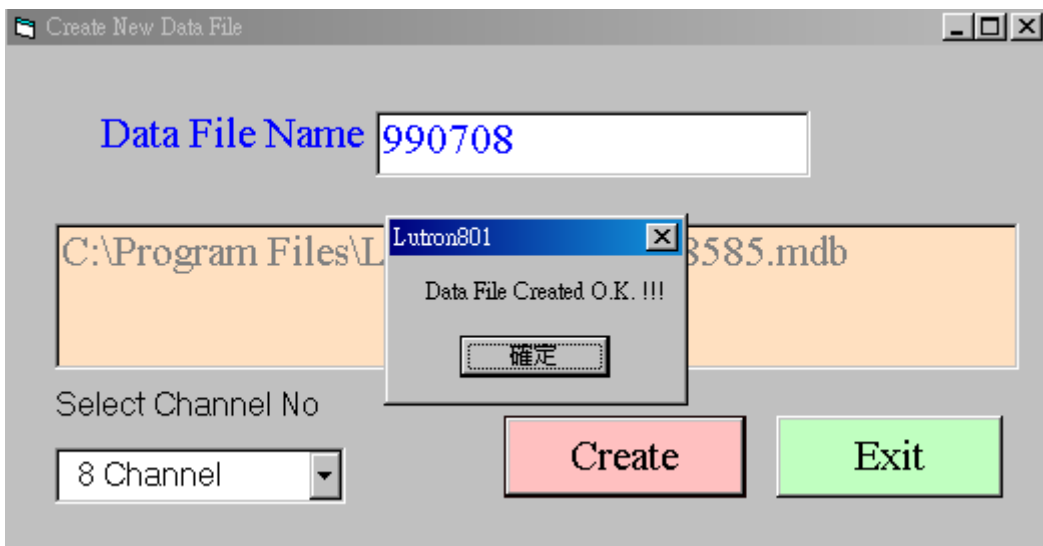 Create New Data File
Data File Name 990708
Lutron801
C:\Program Files\L 8585.mdb
Data File Created O.K. !!!
確定
Select Channel No
8 Channel
Create
Exit